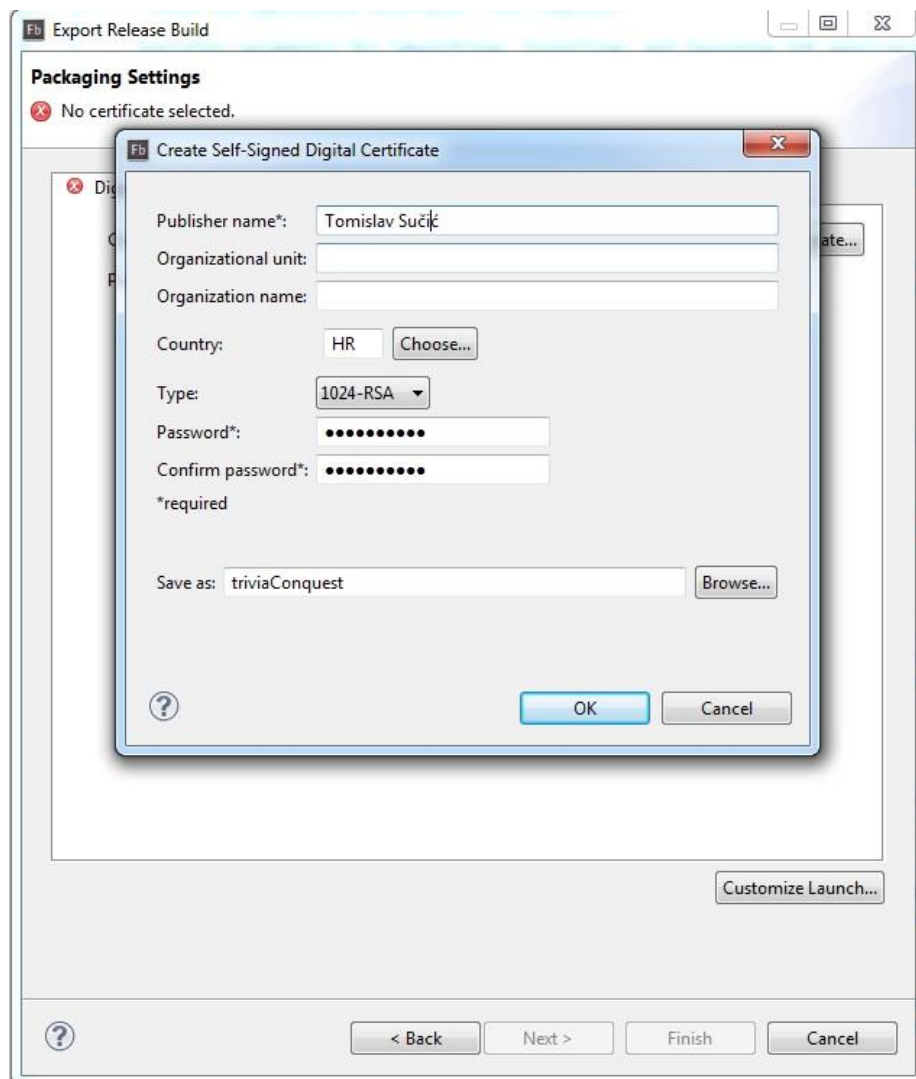 Fb Export Release Build
Packaging Settings
No certificate selected.
Fb Create Self-Signed Digital Certificate
Publisher name*: Tomislav Sučić
Organizational unit:
Organization name:
Country: HR Choose...
Type: 1024-RSA
Password*: ••••••••••
Confirm password*: ••••••••••
*required
Save as: triviaConquest Browse...
? OK Cancel
Customize Launch...
? < Back Next > Finish Cancel